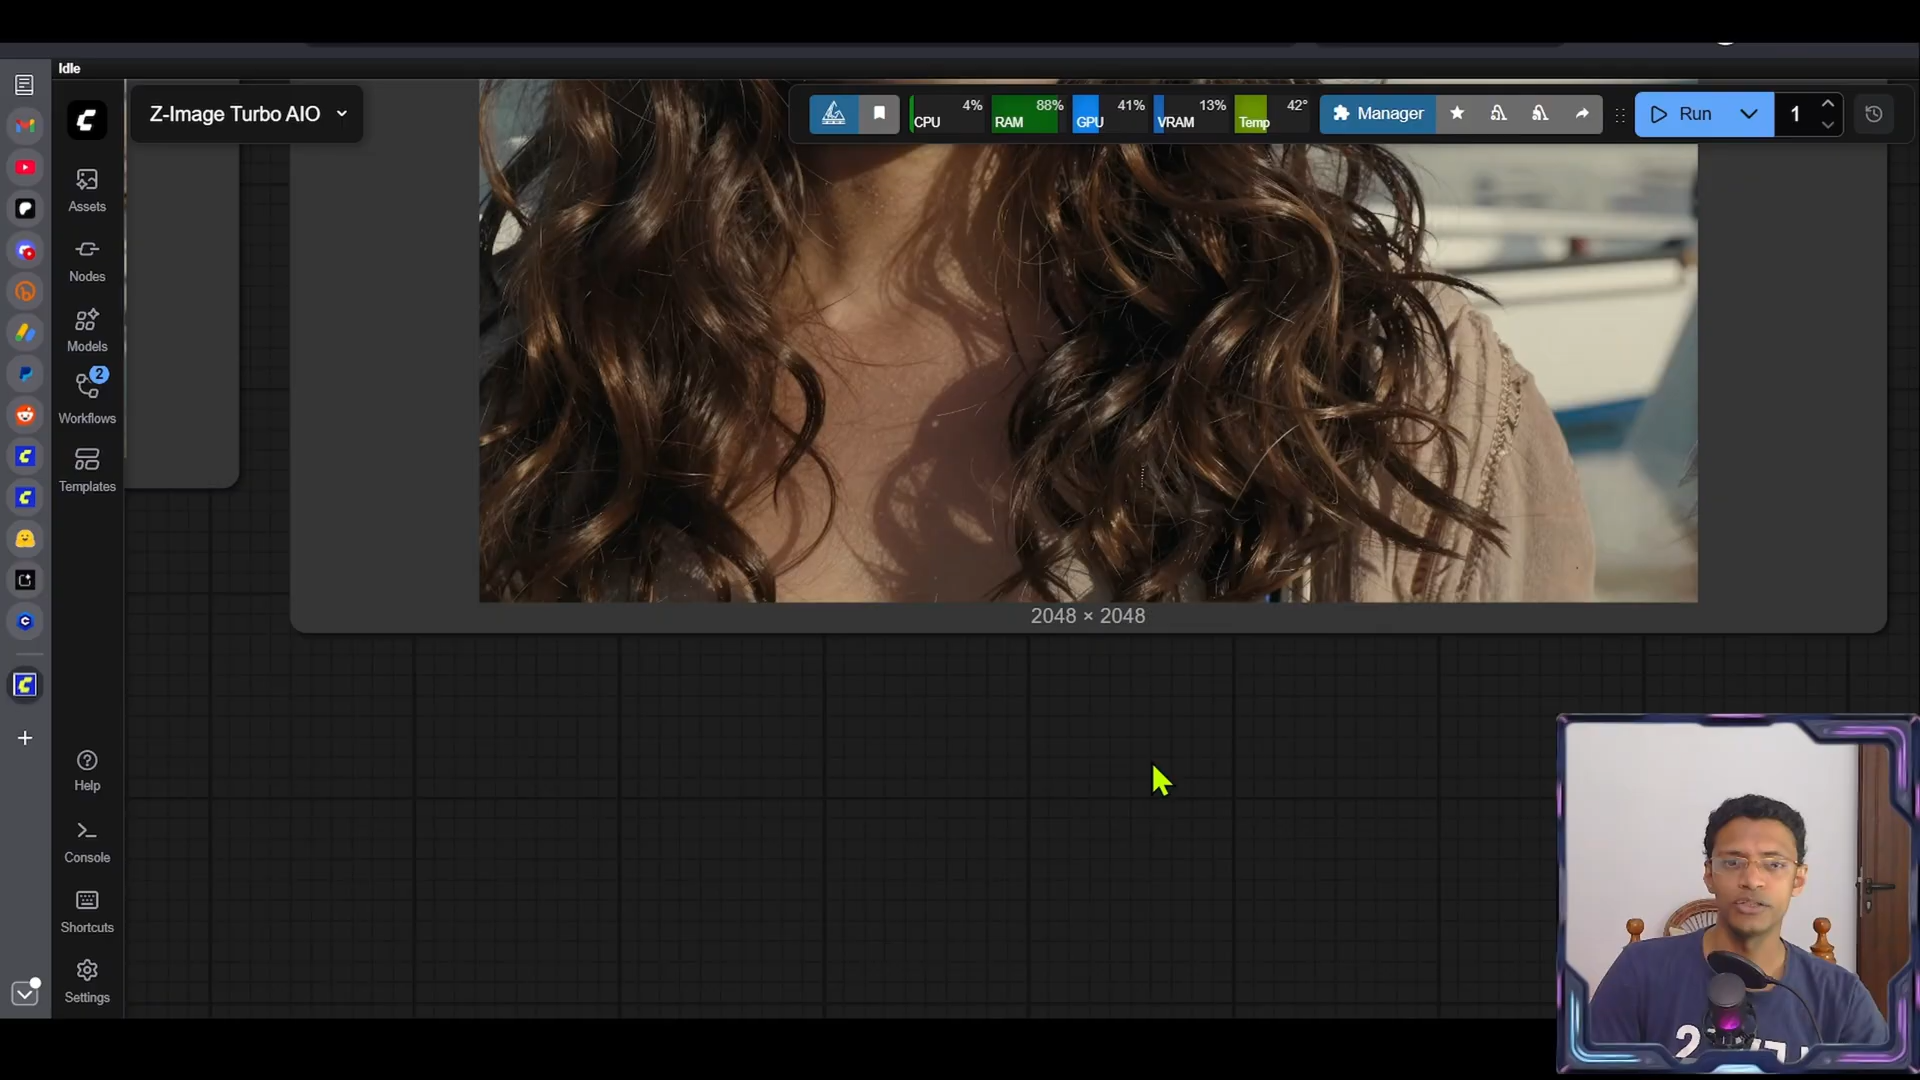 Idle
Z-Image Turbo AIO
CPU 4%
RAM 88%
GPU 41%
VRAM 13%
Temp 42°
Manager
Run
1
Assets
Nodes
Models
2
Workflows
Templates
2048 × 2048
Help
Console
Shortcuts
Settings